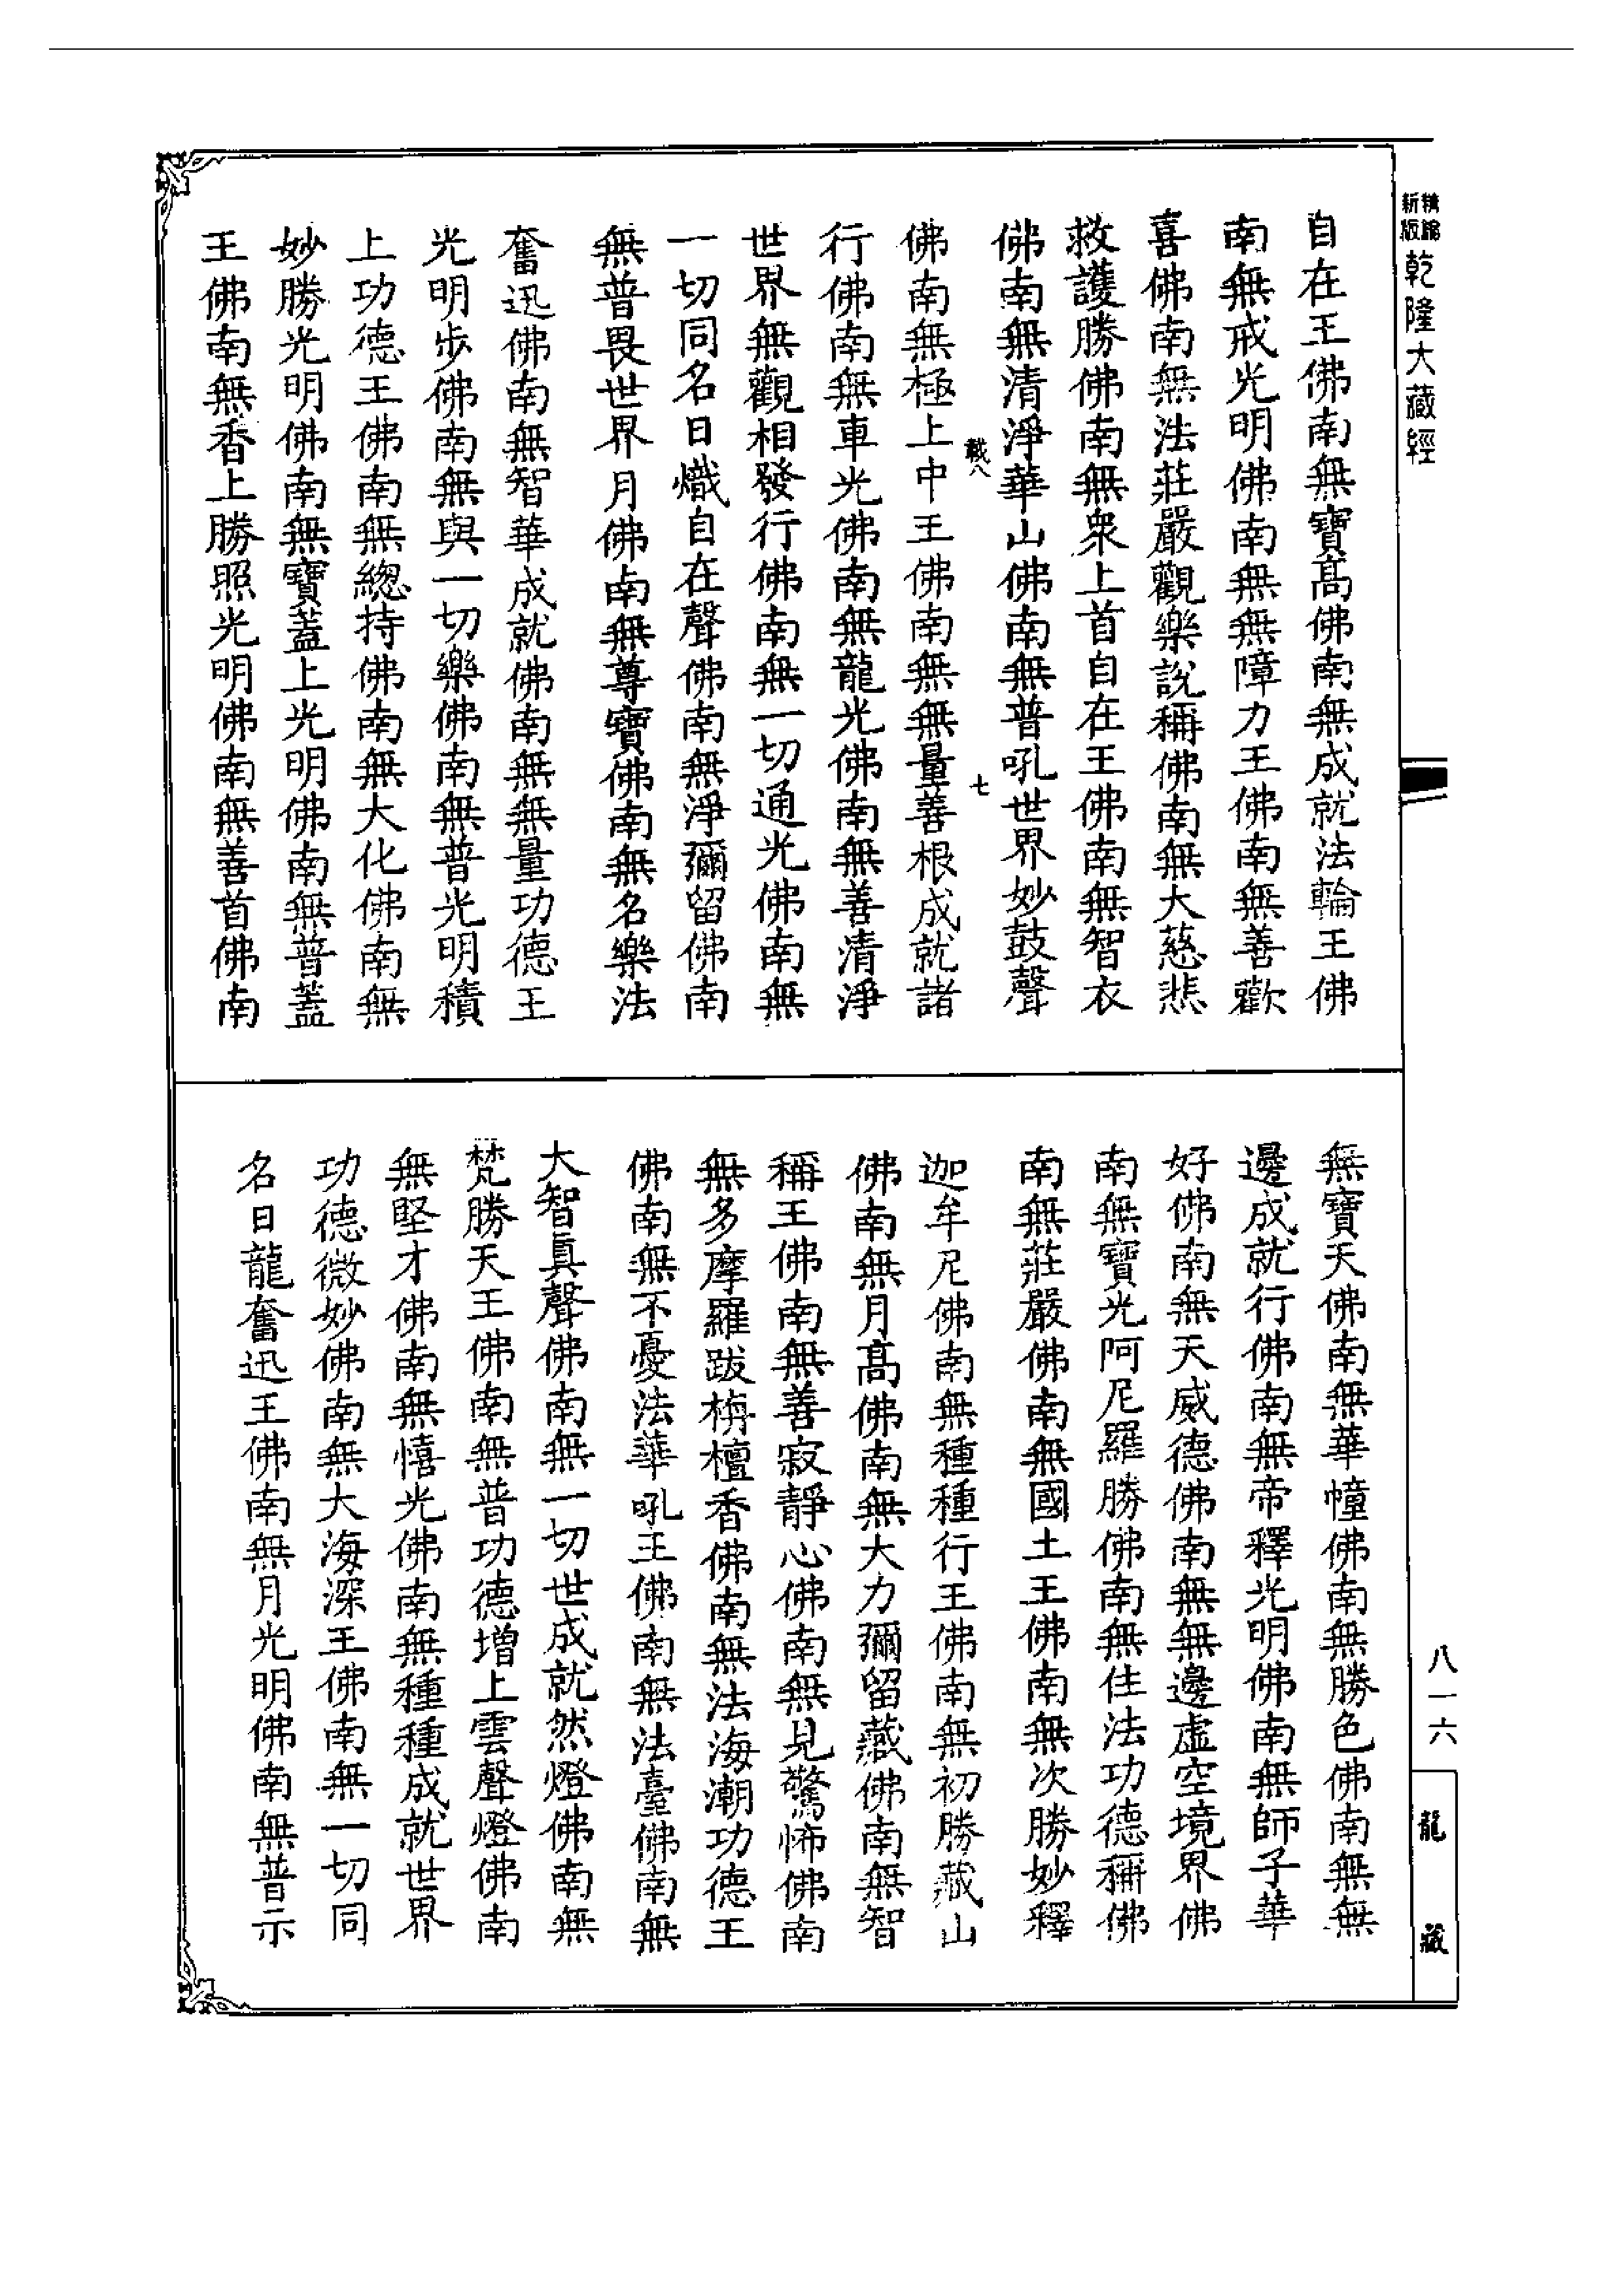 精編
新版
乾隆大藏經
自在王佛南無寶高佛南無成就法輪王佛
南無戒光明佛南無無障力王佛南無善歡
喜佛南無法莊嚴觀樂說稱佛南無大慈悲
救護勝佛南無衆上首自在王佛南無智衣
佛南無清淨華山佛南無普吼世界妙鼓聲
載八
七
佛南無極上中王佛南無無量善根成就諸
行佛南無車光佛南無龍光佛南無善清淨
世界無觀相發行佛南無一切通光佛南無
一切同名日熾自在聲佛南無淨彌留佛南
無普畏世界月佛南無尊寶佛南無名樂法
奮迅佛南無智華成就佛南無無量功德王
光明步佛南無與一切樂佛南無普光明積
上功德王佛南無總持佛南無大化佛南無
妙勝光明佛南無寶蓋上光明佛南無普蓋
王佛南無香上勝照光明佛南無善首佛南
無寶天佛南無華幢佛南無勝色佛南無無
邊成就行佛南無帝釋光明佛南無師子華
好佛南無天威德佛南無無邊虛空境界佛
南無寶光阿尼羅勝佛南無住法功德稱佛
南無莊嚴佛南無國土王佛南無次勝妙釋
迦牟尼佛南無種種行王佛南無初勝藏山
佛南無月高佛南無大力彌留藏佛南無智
稱王佛南無善寂靜心佛南無見驚怖佛南
無多摩羅跋栴檀香佛南無法海潮功德王
佛南無不憂法華吼王佛南無法臺佛南無
大智真聲佛南無一切世成就然燈佛南無
梵勝天王佛南無普功德增上雲聲燈佛南
無堅才佛南無憘光佛南無種種成就世界
功德微妙佛南無大海深王佛南無一切同
名日龍奮迅王佛南無月光明佛南無普示
八一六
龍藏